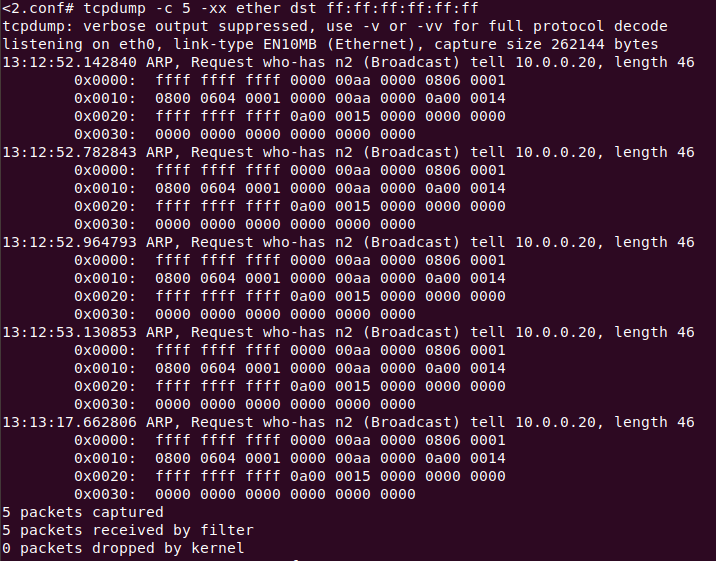 <2.conf# tcpdump -c 5 -xx ether dst ff:ff:ff:ff:ff:ff
tcpdump: verbose output suppressed, use -v or -vv for full protocol decode
listening on eth0, link-type EN10MB (Ethernet), capture size 262144 bytes
13:12:52.142840 ARP, Request who-has n2 (Broadcast) tell 10.0.0.20, length 46
0x0000:  ffff ffff ffff 0000 00aa 0000 0806 0001
0x0010:  0800 0604 0001 0000 00aa 0000 0a00 0014
0x0020:  ffff ffff ffff 0a00 0015 0000 0000 0000
0x0030:  0000 0000 0000 0000 0000 0000
13:12:52.782843 ARP, Request who-has n2 (Broadcast) tell 10.0.0.20, length 46
0x0000:  ffff ffff ffff 0000 00aa 0000 0806 0001
0x0010:  0800 0604 0001 0000 00aa 0000 0a00 0014
0x0020:  ffff ffff ffff 0a00 0015 0000 0000 0000
0x0030:  0000 0000 0000 0000 0000 0000
13:12:52.964793 ARP, Request who-has n2 (Broadcast) tell 10.0.0.20, length 46
0x0000:  ffff ffff ffff 0000 00aa 0000 0806 0001
0x0010:  0800 0604 0001 0000 00aa 0000 0a00 0014
0x0020:  ffff ffff ffff 0a00 0015 0000 0000 0000
0x0030:  0000 0000 0000 0000 0000 0000
13:12:53.130853 ARP, Request who-has n2 (Broadcast) tell 10.0.0.20, length 46
0x0000:  ffff ffff ffff 0000 00aa 0000 0806 0001
0x0010:  0800 0604 0001 0000 00aa 0000 0a00 0014
0x0020:  ffff ffff ffff 0a00 0015 0000 0000 0000
0x0030:  0000 0000 0000 0000 0000 0000
13:13:17.662806 ARP, Request who-has n2 (Broadcast) tell 10.0.0.20, length 46
0x0000:  ffff ffff ffff 0000 00aa 0000 0806 0001
0x0010:  0800 0604 0001 0000 00aa 0000 0a00 0014
0x0020:  ffff ffff ffff 0a00 0015 0000 0000 0000
0x0030:  0000 0000 0000 0000 0000 0000
5 packets captured
5 packets received by filter
0 packets dropped by kernel